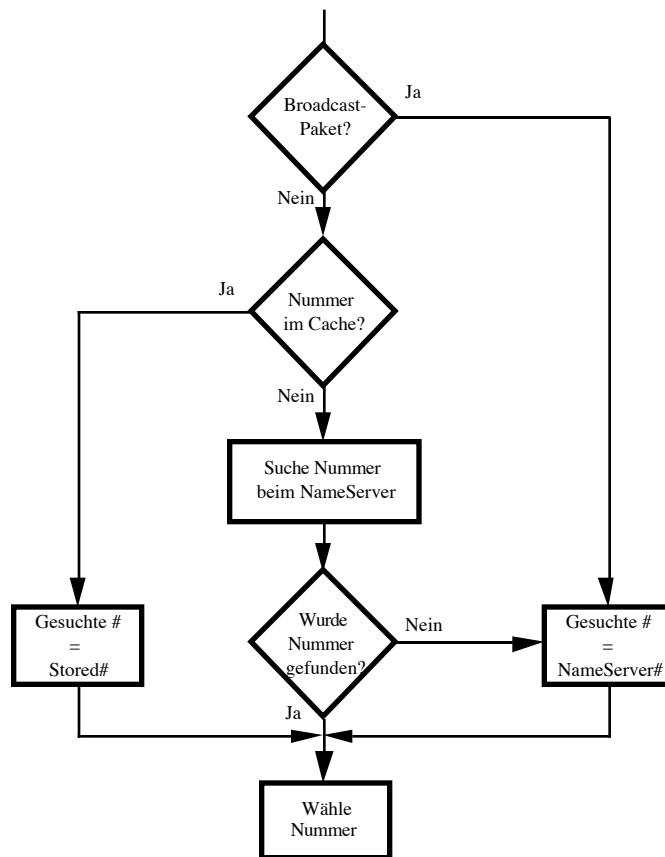 Broadcast-
Paket?
Ja
Nein
Ja
Nummer
im Cache?
Nein
Suche Nummer
beim NameServer
Gesuchte #
=
Stored#
Wurde
Nummer
gefunden?
Nein
Gesuchte #
=
NameServer#
Ja
Wähle
Nummer